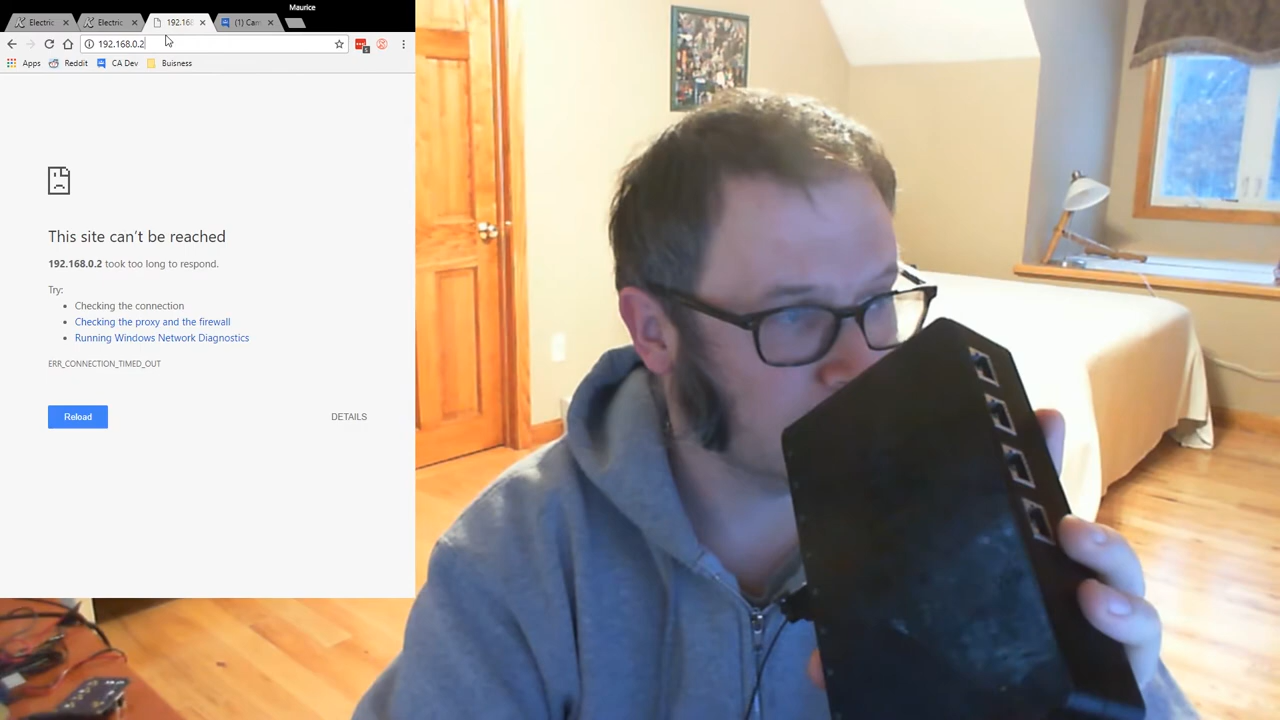 Maurice
Electric
Electric
192.168
(1) Cam
192.168.0.2
Apps
Reddit
CA Dev
Buisness
This site can't be reached
192.168.0.2 took too long to respond.
Try:
Checking the connection
Checking the proxy and the firewall
Running Windows Network Diagnostics
ERR_CONNECTION_TIMED_OUT
Reload
DETAILS